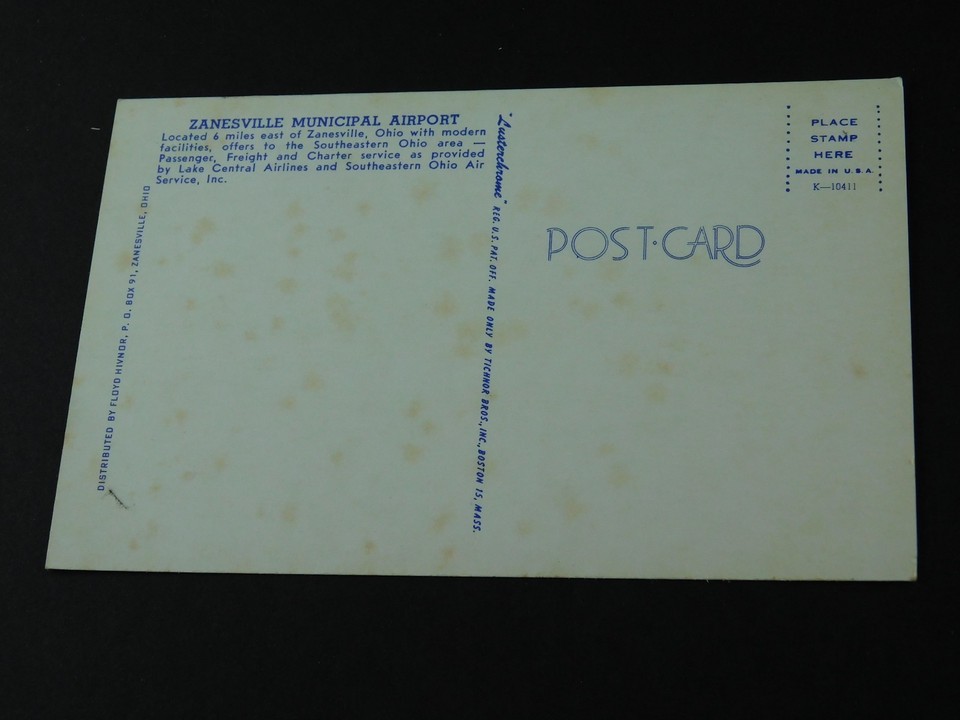 ZANESVILLE MUNICIPAL AIRPORT
Located 6 miles east of Zanesville, Ohio with modern
facilities, offers to the Southeastern Ohio area —
Passenger, Freight and Charter service as provided
by Lake Central Airlines and Southeastern Ohio Air
Service, Inc.
DISTRIBUTED BY FLOYD HIVNOR, P. O. BOX 91, ZANESVILLE, OHIO
"Lusterchrome" REG. U.S. PAT. OFF. MADE ONLY BY TICHNOR BROS., INC., BOSTON 15, MASS.
POST·CARD
PLACE
STAMP
HERE
MADE IN U.S.A.
K—10411